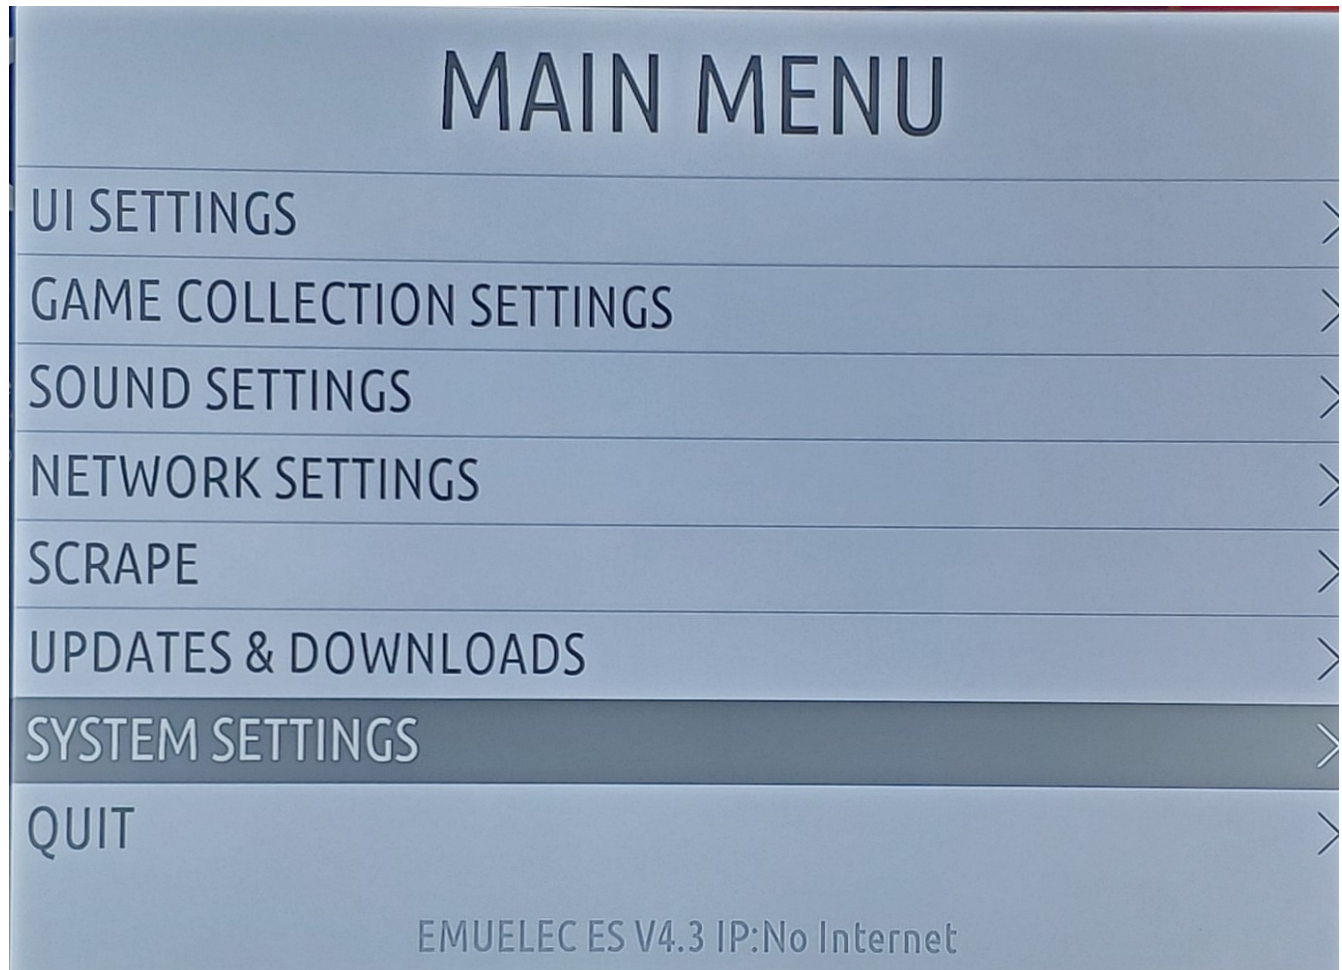 MAIN MENU
UI SETTINGS
GAME COLLECTION SETTINGS
SOUND SETTINGS
NETWORK SETTINGS
SCRAPE
UPDATES & DOWNLOADS
SYSTEM SETTINGS
QUIT
EMUELEC ES V4.3 IP:No Internet